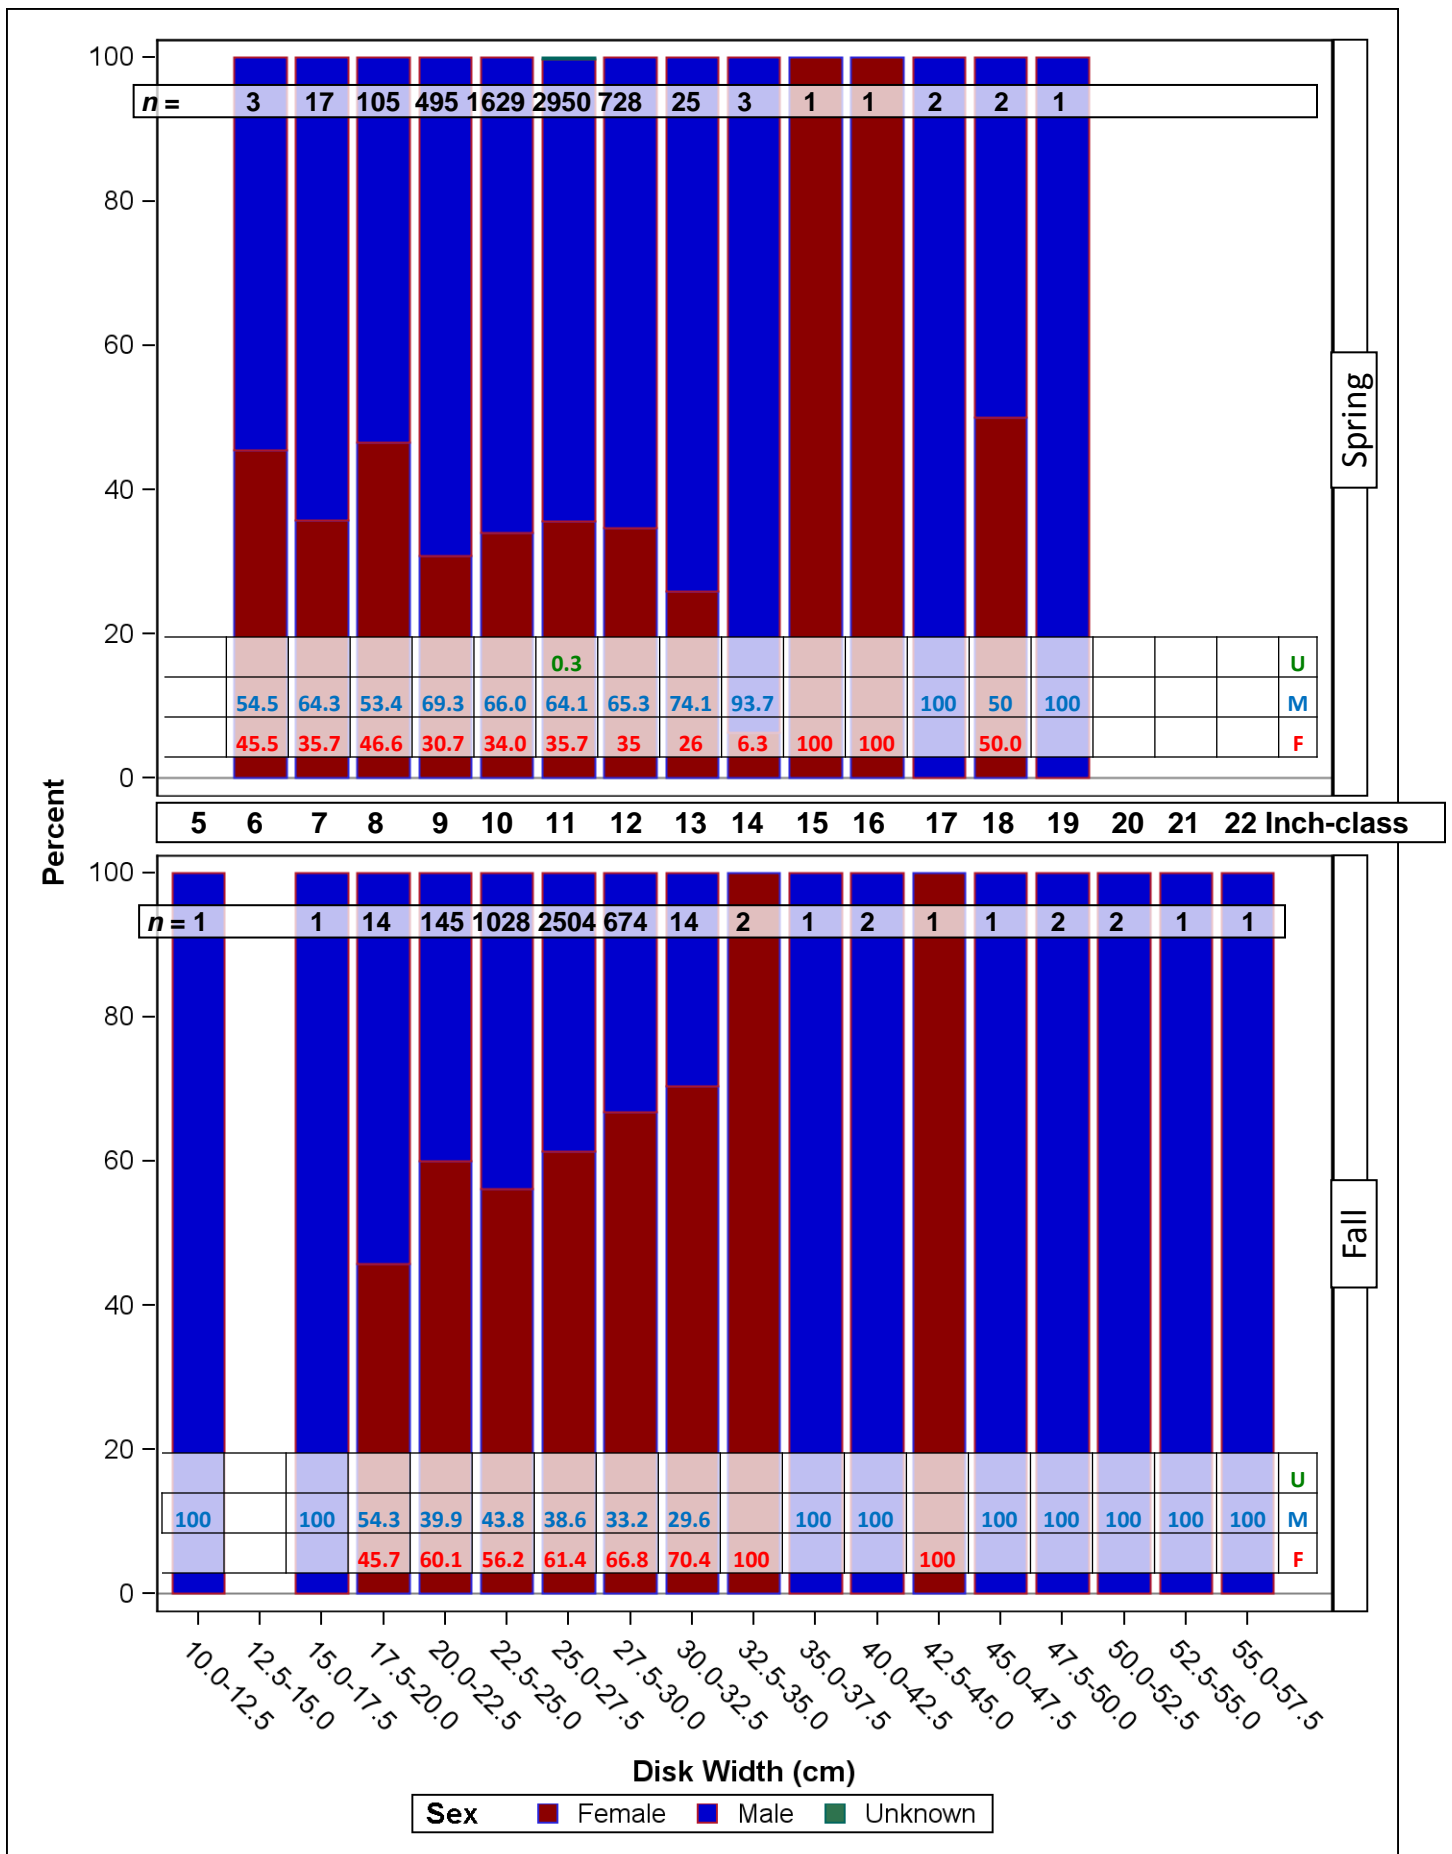 100
n = 3 17 105 495 1629 2950 728 25 3 1 1 2 2 1
80
60
Spring
40
20
0.3 U
54.5 64.3 53.4 69.3 66.0 64.1 65.3 74.1 93.7 100 50 100 M
45.5 35.7 46.6 30.7 34.0 35.7 35 26 6.3 100 100 50.0 F
0
Percent
5 6 7 8 9 10 11 12 13 14 15 16 17 18 19 20 21 22 Inch-class
100
n = 1 1 14 145 1028 2504 674 14 2 1 2 1 1 2 2 1 1
80
60
Fall
40
20
U
100 100 54.3 39.9 43.8 38.6 33.2 29.6 100 100 100 100 100 100 100 M
45.7 60.1 56.2 61.4 66.8 70.4 100 100 F
0
10.0-12.5
12.5-15.0
15.0-17.5
17.5-20.0
20.0-22.5
22.5-25.0
25.0-27.5
27.5-30.0
30.0-32.5
32.5-35.0
35.0-37.5
40.0-42.5
42.5-45.0
45.0-47.5
47.5-50.0
50.0-52.5
52.5-55.0
55.0-57.5
Disk Width (cm)
Sex Female Male Unknown